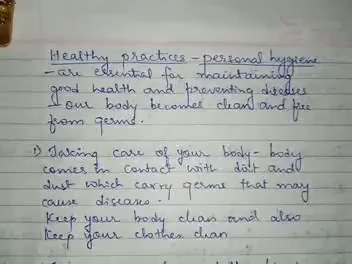 Healthy practices - personal hygiene
- are essential for maintaining
good health and preventing diseases
- our body becomes clean and free
from germs.
1) Taking care of your body - body
comes in contact with dirt and
dust which carry germs that may
cause disease.
Keep your body clean and also
Keep your clothes clean